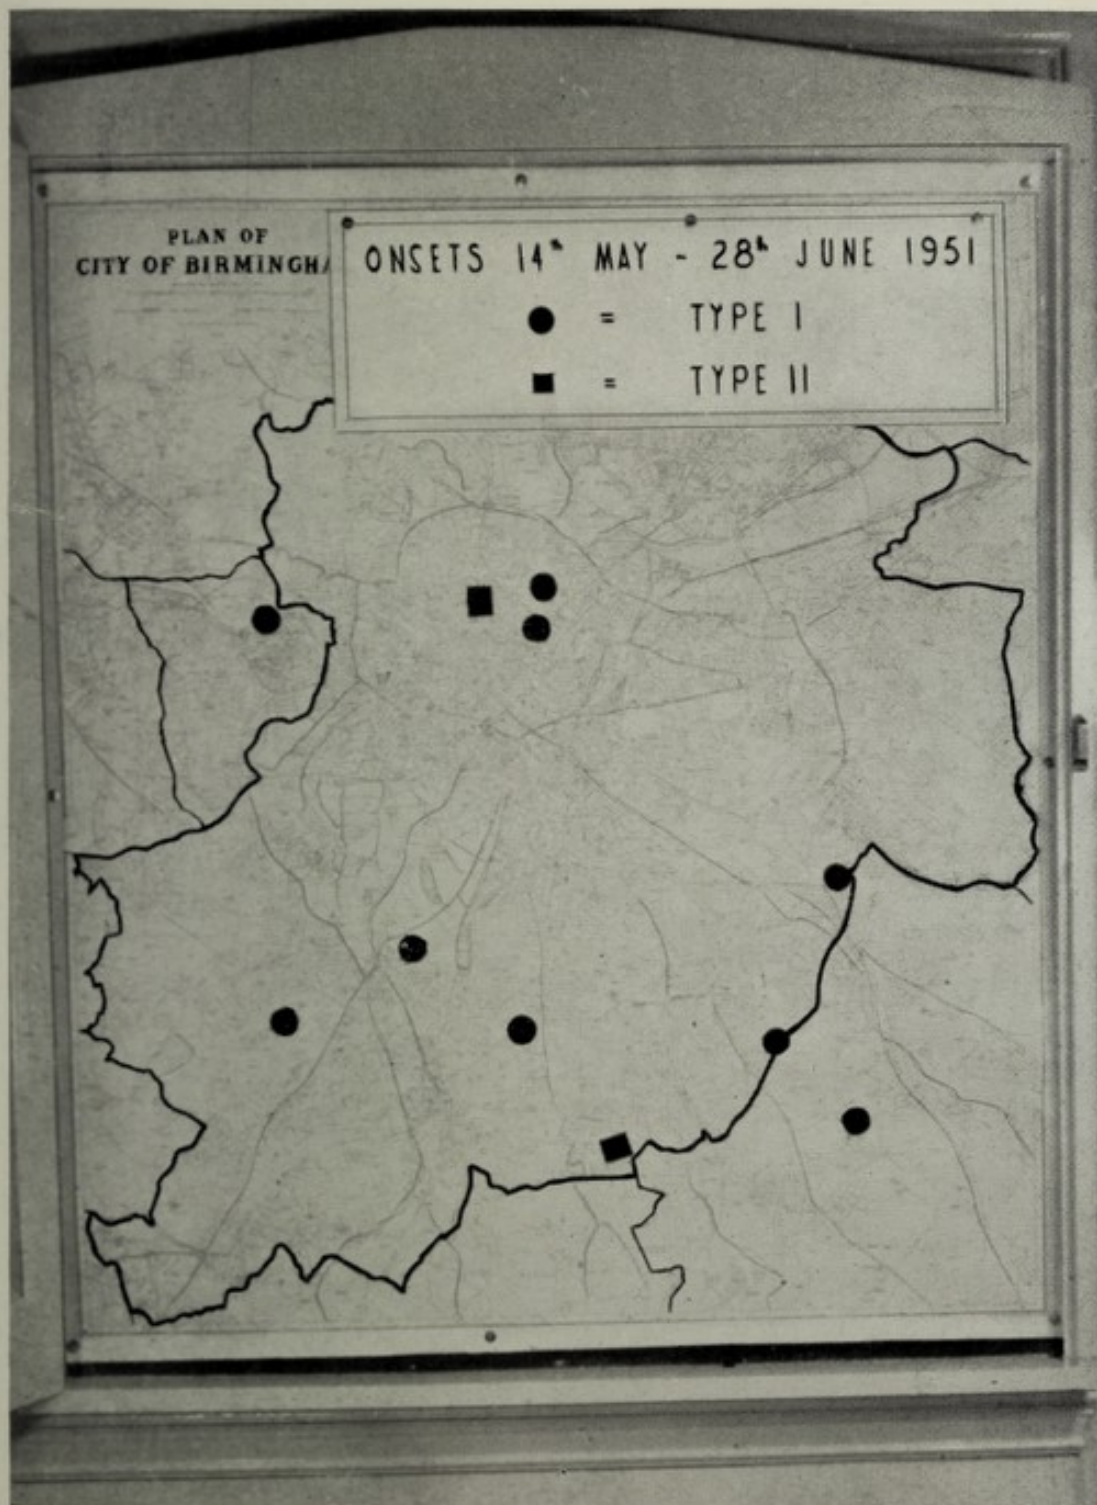 PLAN OF
CITY OF BIRMINGHA
ONSETS 14th MAY - 28th JUNE 1951
= TYPE I
= TYPE II